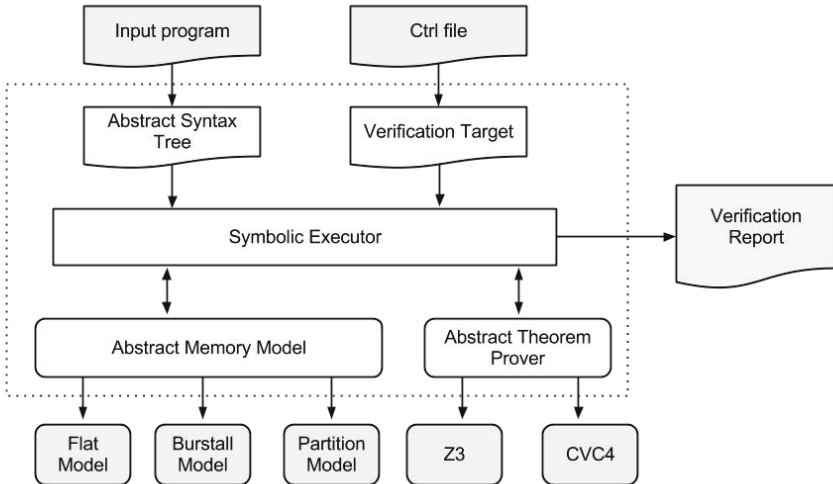 Input program
Ctrl file
Abstract Syntax
Tree
Verification Target
Symbolic Executor
Verification
Report
Abstract Memory Model
Abstract Theorem
Prover
Flat
Model
Burstall
Model
Partition
Model
Z3
CVC4